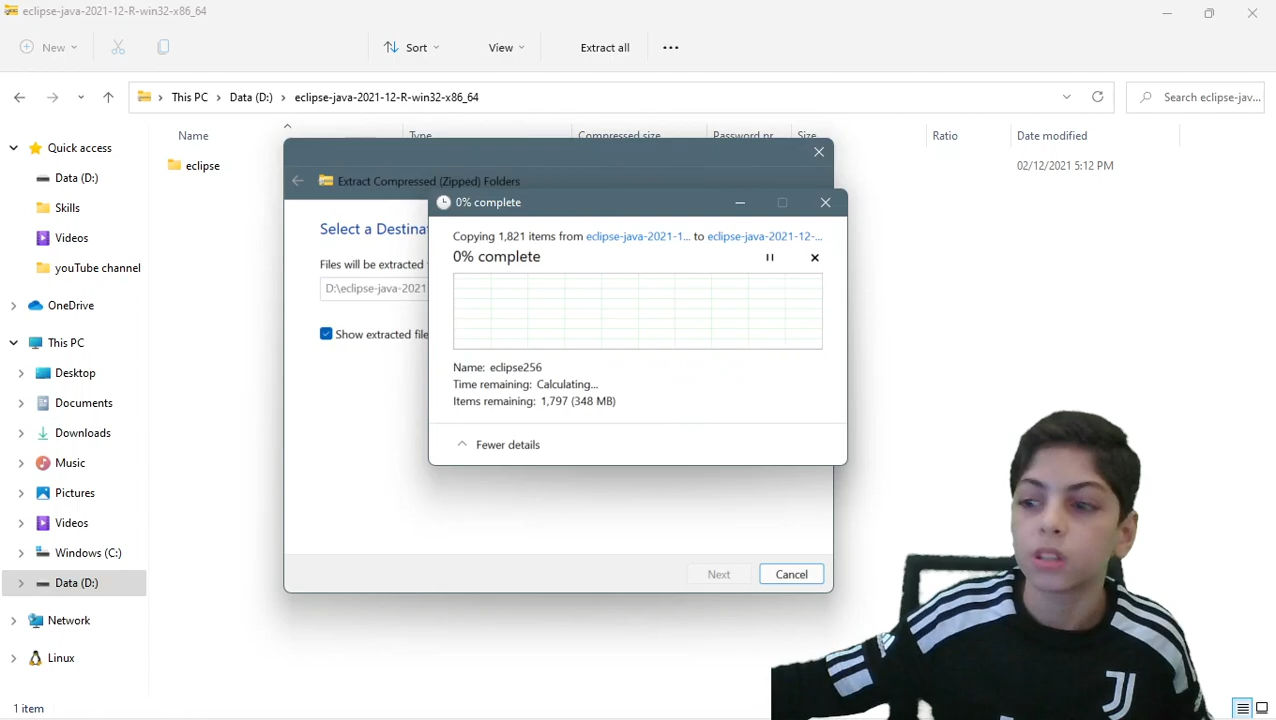 eclipse-java-2021-12-R-win32-x86_64
New
Sort
View
Extract all
This PC
Data (D:)
eclipse-java-2021-12-R-win32-x86_64
Search eclipse-jav...
Name
Type
Compressed size
Password pr...
Size
Ratio
Date modified
eclipse
02/12/2021 5:12 PM
Quick access
Data (D:)
Skills
Videos
youTube channel
OneDrive
This PC
Desktop
Documents
Downloads
Music
Pictures
Videos
Windows (C:)
Data (D:)
Network
Linux
Extract Compressed (Zipped) Folders
Select a Destina
Files will be extracted
D:\eclipse-java-2021
Show extracted file
0% complete
Copying 1,821 items from eclipse-java-2021-1... to eclipse-java-2021-12-...
0% complete
Name: eclipse256
Time remaining: Calculating...
Items remaining: 1,797 (348 MB)
Fewer details
Next
Cancel
1 item